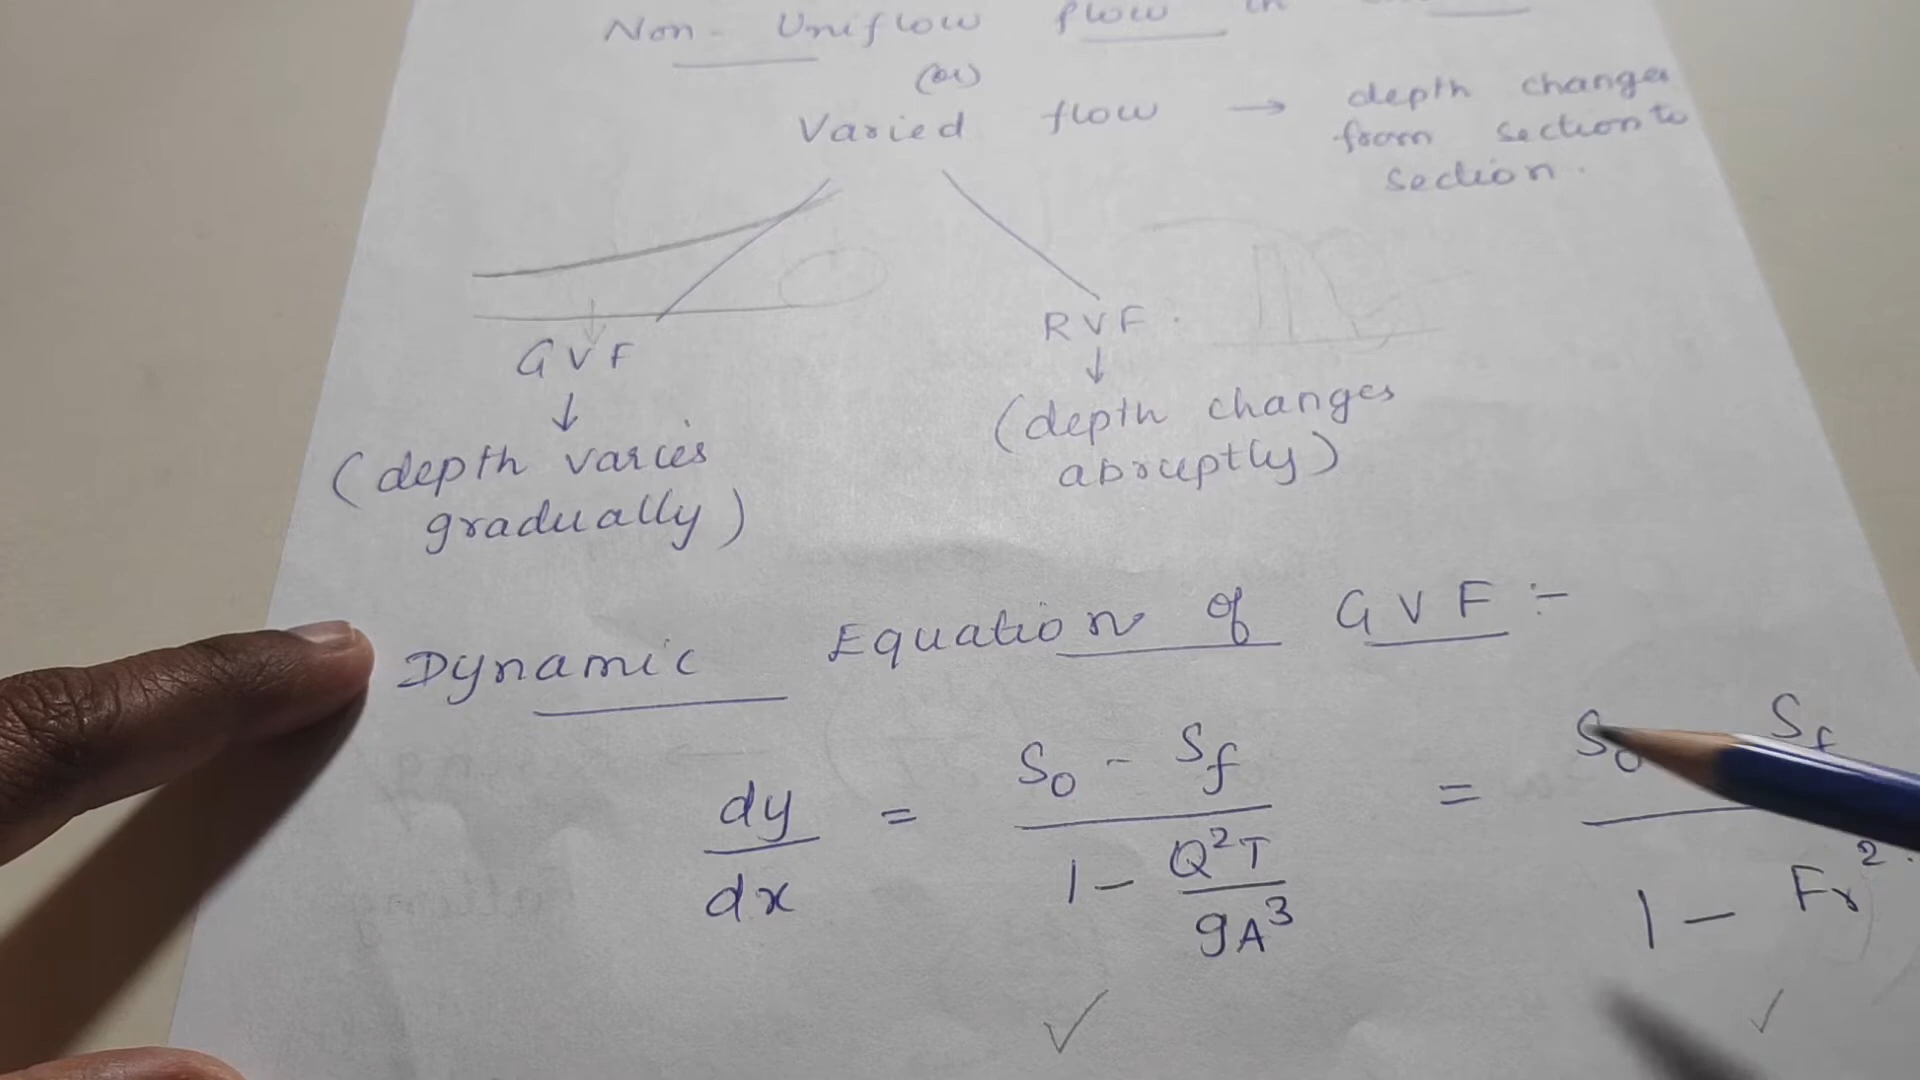 Non - Uniflow flow in
(or)
Varied flow → depth changes
from section to
section.
GVF
RVF.
↓
↓
(depth varies
gradually)
(depth changes
abruptly)
Dynamic Equation of GVF :-
dy/dx = (S₀ - Sf)/(1 - Q²T/gA³) = (S₀ Sf)/(1 - Fr²)